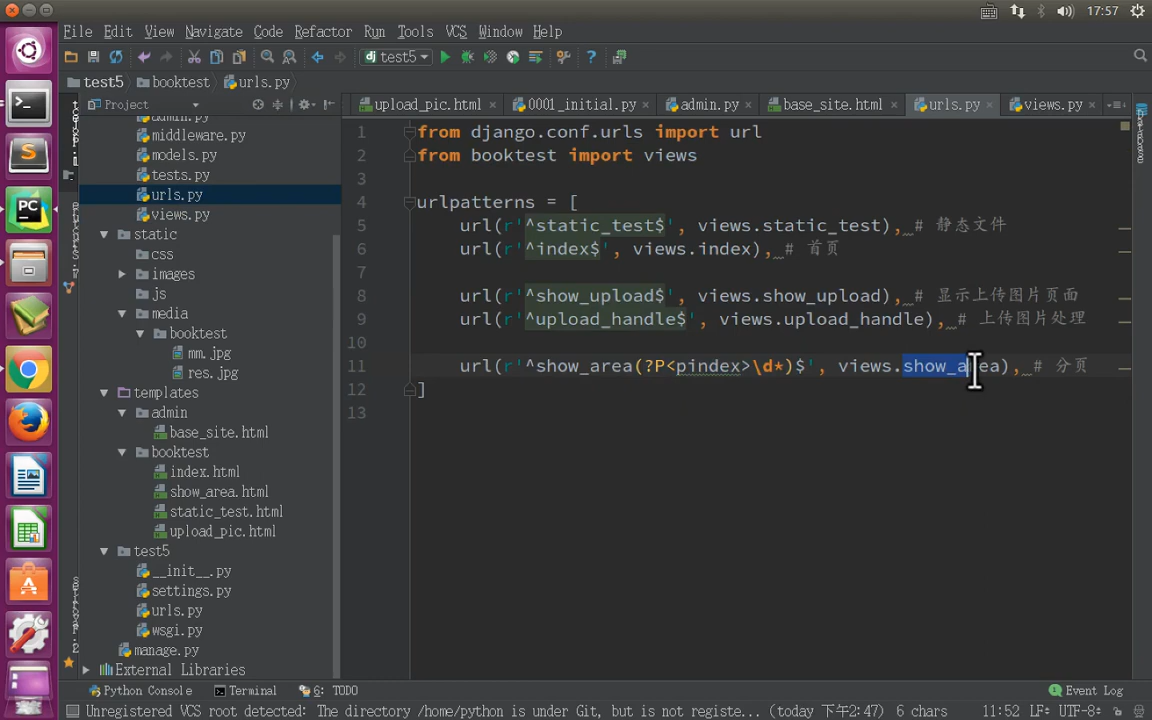 17:57
File Edit View Navigate Code Refactor Run Tools VCS Window Help
dj test5
test5 booktest urls.py
Project
upload_pic.html 0001_initial.py admin.py base_site.html urls.py views.py
admin.py
middleware.py
models.py
tests.py
urls.py
views.py
static
css
images
js
media
booktest
mm.jpg
res.jpg
templates
admin
base_site.html
booktest
index.html
show_area.html
static_test.html
upload_pic.html
test5
__init__.py
settings.py
urls.py
wsgi.py
manage.py
External Libraries
1 from django.conf.urls import url
2 from booktest import views
3
4 urlpatterns = [
5 url(r'^static_test$', views.static_test), # 静态文件
6 url(r'^index$', views.index), # 首页
7
8 url(r'^show_upload$', views.show_upload), # 显示上传图片页面
9 url(r'^upload_handle$', views.upload_handle), # 上传图片处理
10
11 url(r'^show_area(?P<pindex>\d*)$', views.show_area), # 分页
12 ]
13
Python Console Terminal 6: TODO Event Log
Unregistered VCS root detected: The directory /home/python is under Git, but is not registe... (today 下午2:47) 6 chars 11:52 LF÷ UTF-8÷